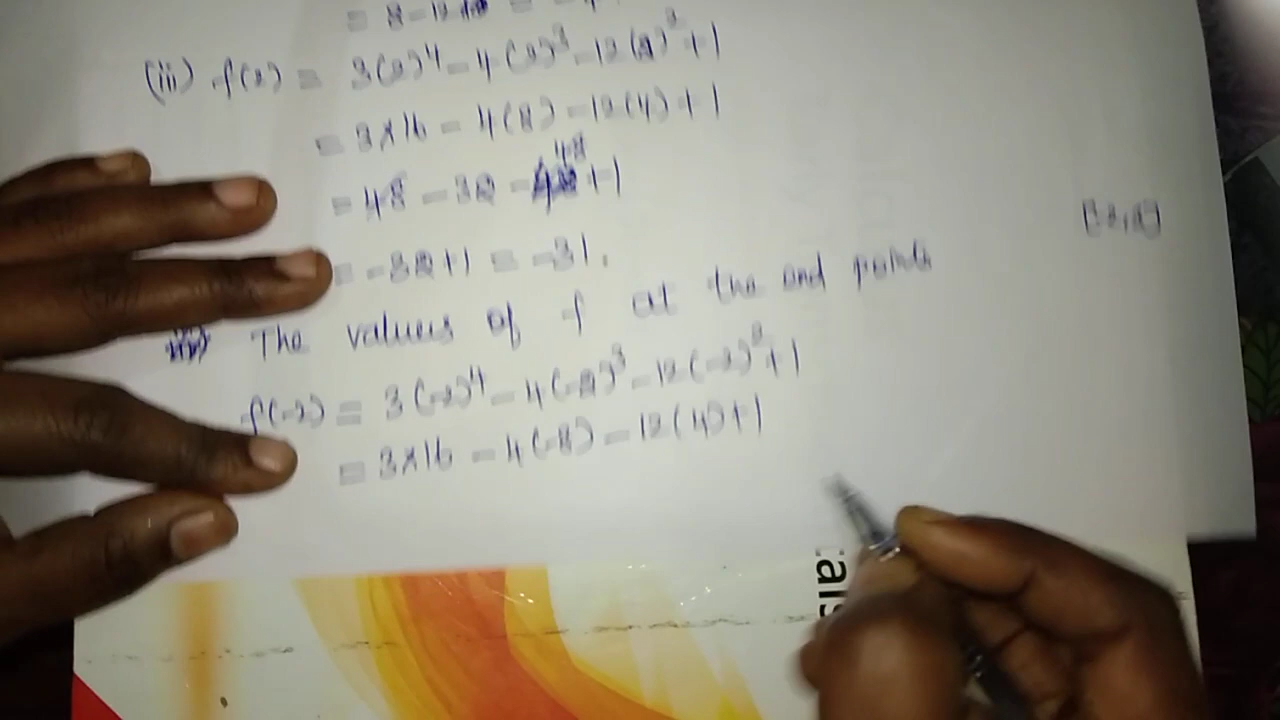 (iii) f(2) = 3(2)⁴ - 4(2)³ - 12(2)² + 1
= 3×16 - 4(8) - 12(4) + 1
= 48 - 32 - 48 + 1
= -32+1 = -31.
The values of f at the end points
f(-2) = 3(-2)⁴ - 4(-2)³ - 12(-2)² + 1
= 3×16 - 4(-8) - 12(4) + 1